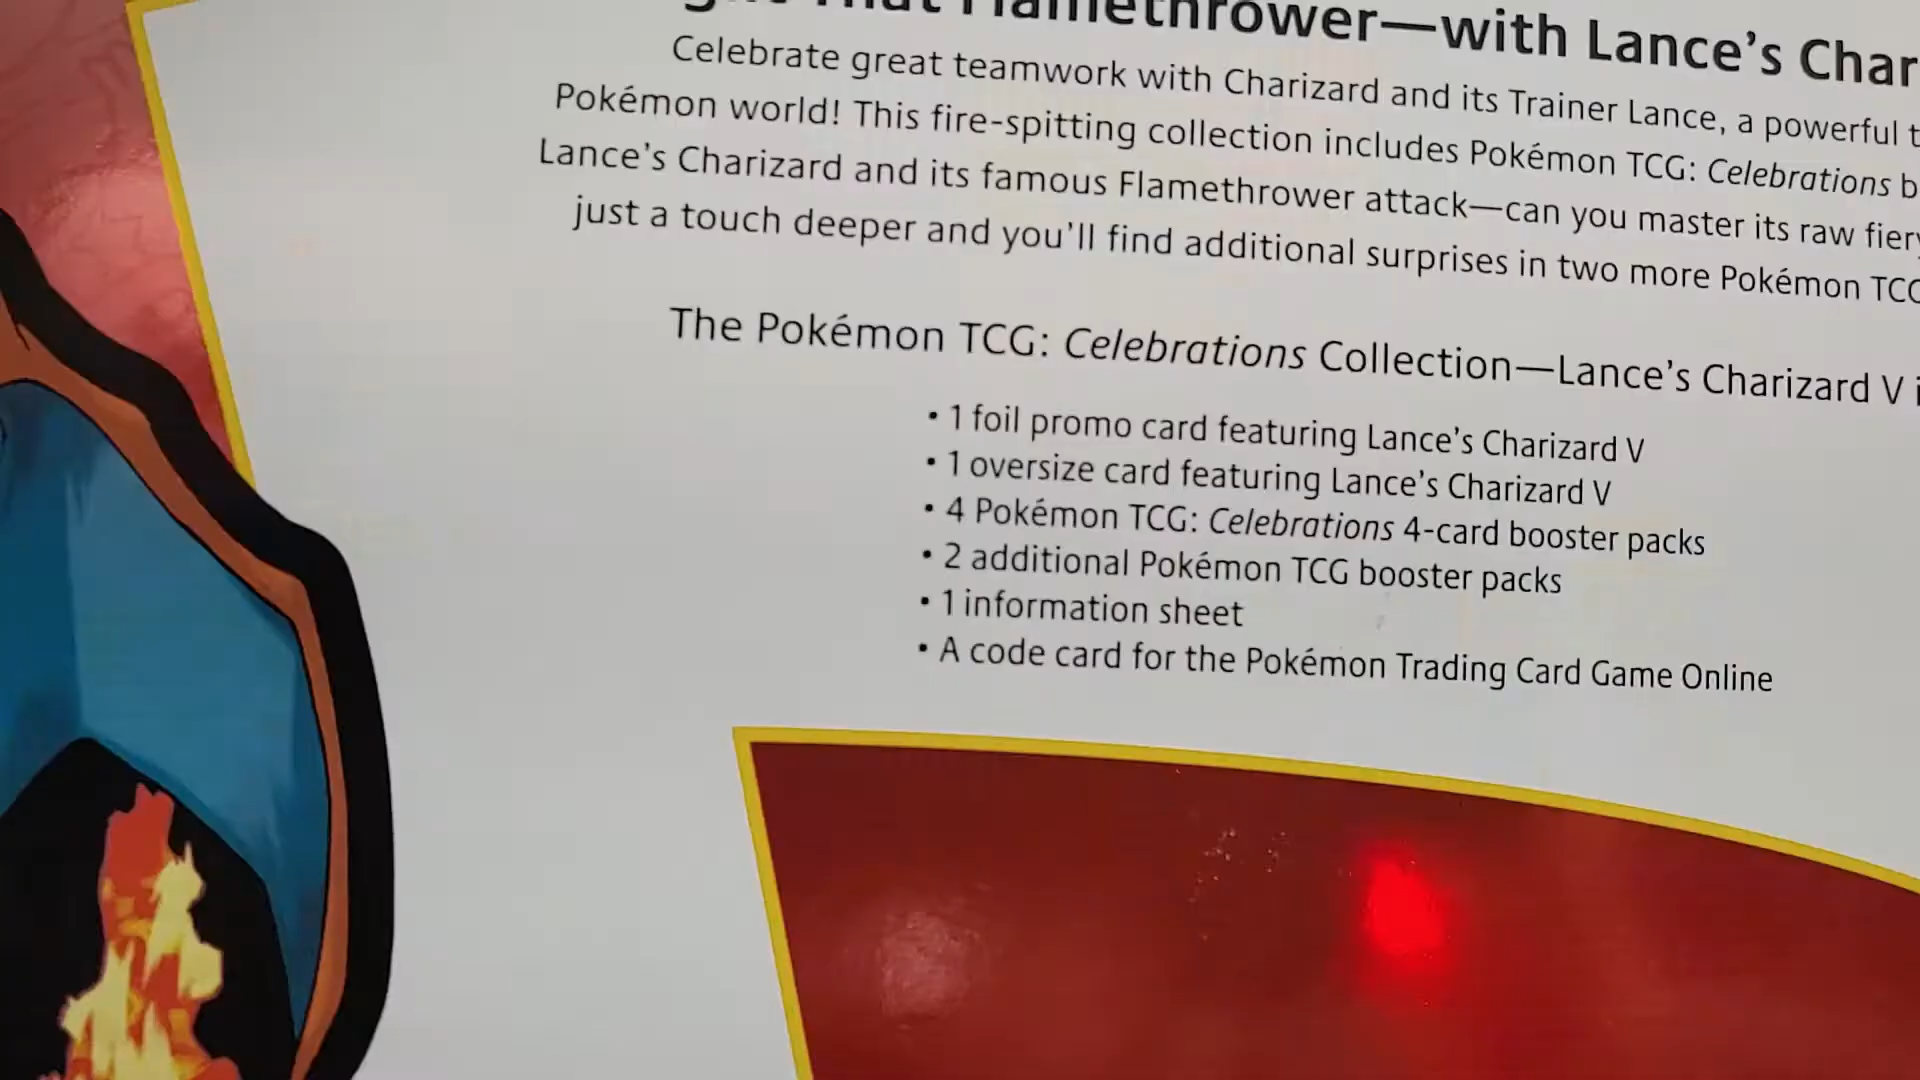 That Flamethrower—with Lance's Char
Celebrate great teamwork with Charizard and its Trainer Lance, a powerful t
Pokémon world! This fire-spitting collection includes Pokémon TCG: Celebrations b
Lance's Charizard and its famous Flamethrower attack—can you master its raw fiery
just a touch deeper and you'll find additional surprises in two more Pokémon TCG
The Pokémon TCG: Celebrations Collection—Lance's Charizard V i
• 1 foil promo card featuring Lance's Charizard V
• 1 oversize card featuring Lance's Charizard V
• 4 Pokémon TCG: Celebrations 4-card booster packs
• 2 additional Pokémon TCG booster packs
• 1 information sheet
• A code card for the Pokémon Trading Card Game Online